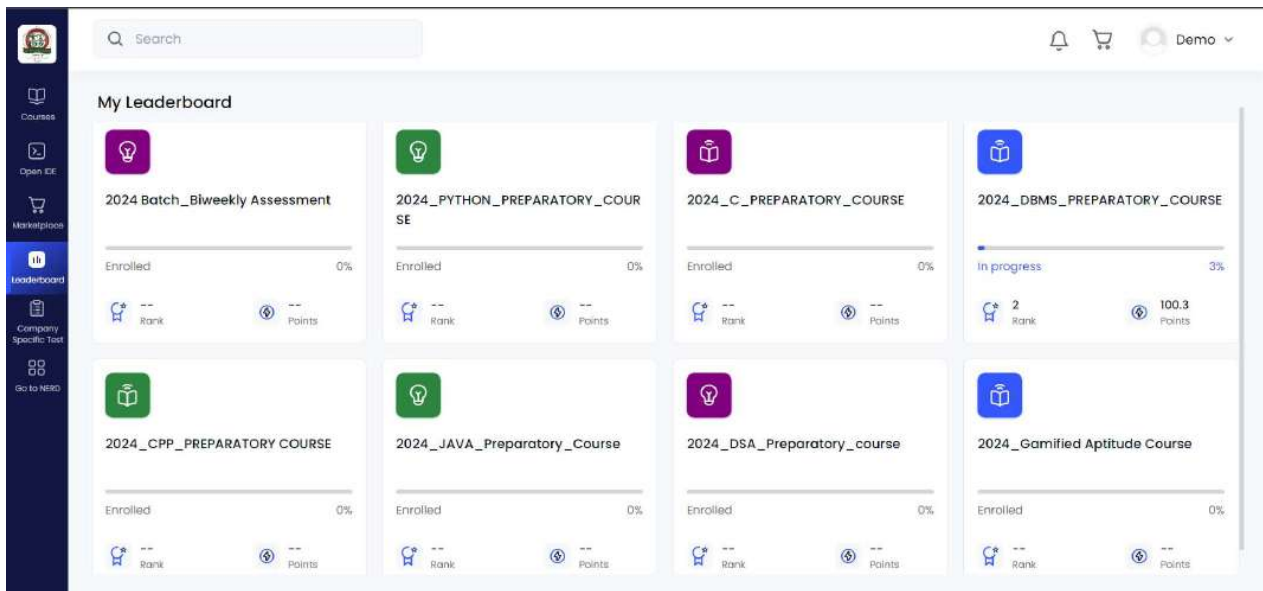 Search
Demo
Courses
Open IDE
Marketplace
Leaderboard
Company
Specific Test
Go to NERD
My Leaderboard
2024 Batch_Biweekly Assessment
Enrolled 0%
-- --
Rank Points
2024_PYTHON_PREPARATORY_COUR
SE
Enrolled 0%
-- --
Rank Points
2024_C_PREPARATORY_COURSE
Enrolled 0%
-- --
Rank Points
2024_DBMS_PREPARATORY_COURSE
In progress 3%
2 100.3
Rank Points
2024_CPP_PREPARATORY COURSE
Enrolled 0%
-- --
Rank Points
2024_JAVA_Preparatory_Course
Enrolled 0%
-- --
Rank Points
2024_DSA_Preparatory_course
Enrolled 0%
-- --
Rank Points
2024_Gamified Aptitude Course
Enrolled 0%
-- --
Rank Points